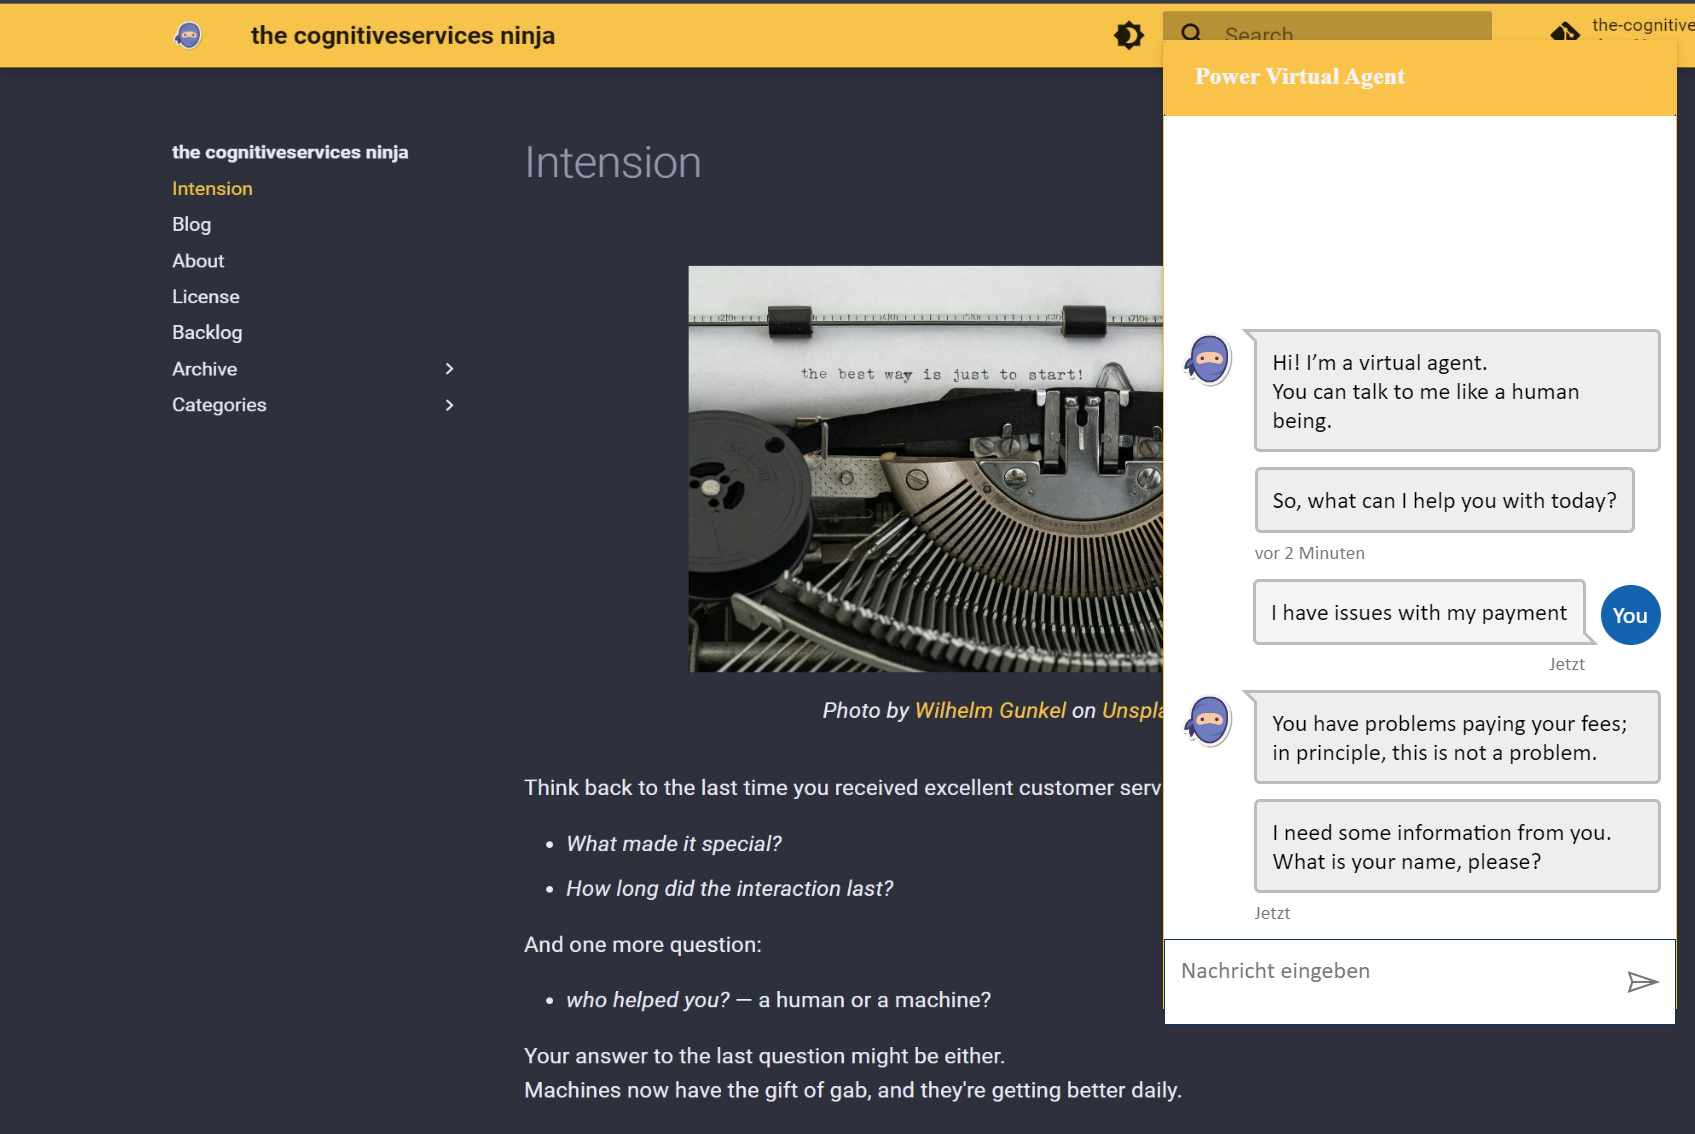 the cognitiveservices ninja
Search
the-cognitive
the cognitiveservices ninja
Intension
Blog
About
License
Backlog
Archive
Categories
Intension
the best way is just to start!
Photo by Wilhelm Gunkel on Unspla
Think back to the last time you received excellent customer serv
What made it special?
How long did the interaction last?
And one more question:
who helped you? — a human or a machine?
Your answer to the last question might be either.
Machines now have the gift of gab, and they're getting better daily.
Power Virtual Agent
Hi! I’m a virtual agent.
You can talk to me like a human
being.
So, what can I help you with today?
vor 2 Minuten
I have issues with my payment
You
Jetzt
You have problems paying your fees;
in principle, this is not a problem.
I need some information from you.
What is your name, please?
Jetzt
Nachricht eingeben